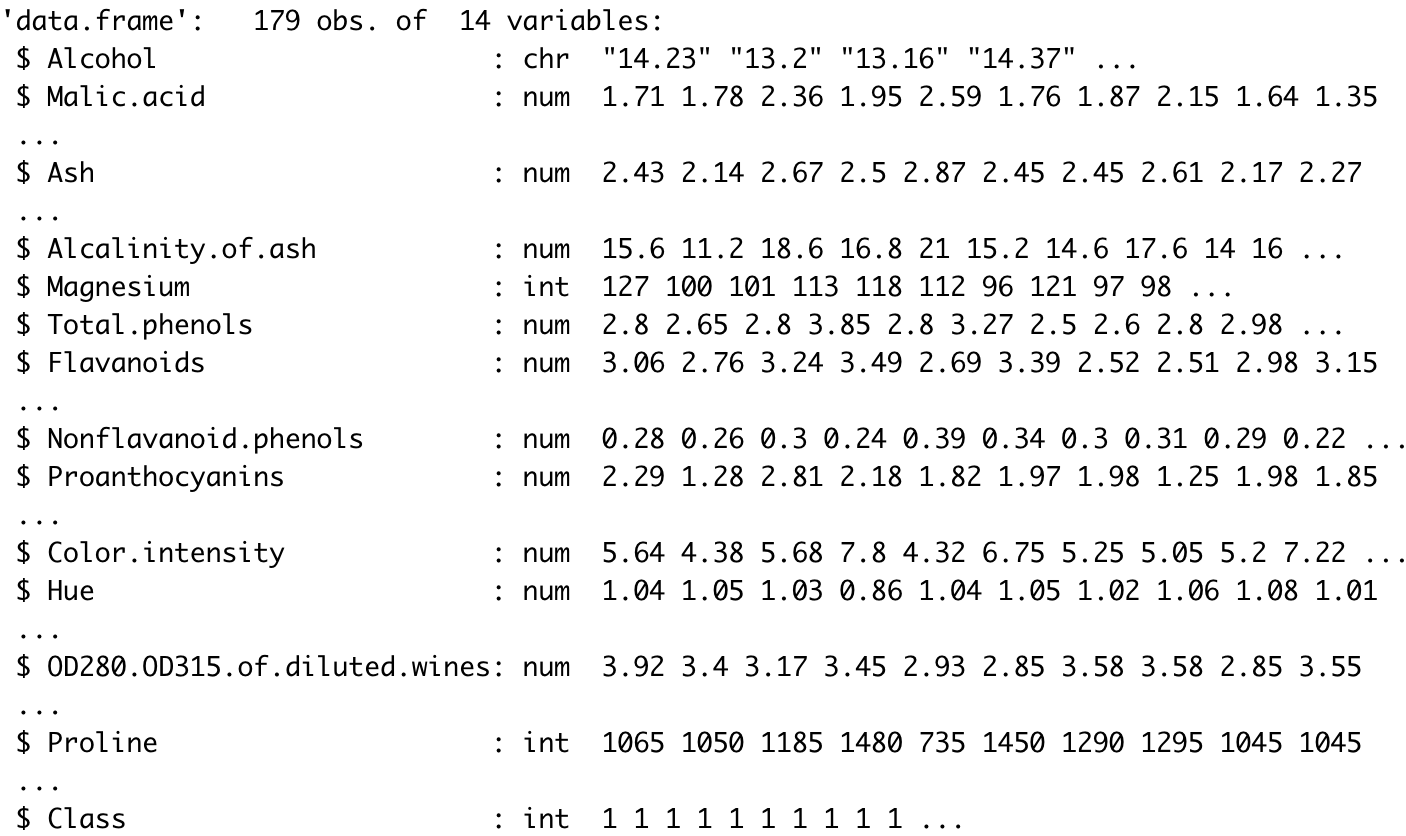 'data.frame':   179 obs. of  14 variables:
 $ Alcohol                     : chr  "14.23" "13.2" "13.16" "14.37" ...
 $ Malic.acid                  : num  1.71 1.78 2.36 1.95 2.59 1.76 1.87 2.15 1.64 1.35
 ...
 $ Ash                         : num  2.43 2.14 2.67 2.5 2.87 2.45 2.45 2.61 2.17 2.27
 ...
 $ Alcalinity.of.ash           : num  15.6 11.2 18.6 16.8 21 15.2 14.6 17.6 14 16 ...
 $ Magnesium                   : int  127 100 101 113 118 112 96 121 97 98 ...
 $ Total.phenols               : num  2.8 2.65 2.8 3.85 2.8 3.27 2.5 2.6 2.8 2.98 ...
 $ Flavanoids                  : num  3.06 2.76 3.24 3.49 2.69 3.39 2.52 2.51 2.98 3.15
 ...
 $ Nonflavanoid.phenols        : num  0.28 0.26 0.3 0.24 0.39 0.34 0.3 0.31 0.29 0.22 ...
 $ Proanthocyanins             : num  2.29 1.28 2.81 2.18 1.82 1.97 1.98 1.25 1.98 1.85
 ...
 $ Color.intensity             : num  5.64 4.38 5.68 7.8 4.32 6.75 5.25 5.05 5.2 7.22 ...
 $ Hue                         : num  1.04 1.05 1.03 0.86 1.04 1.05 1.02 1.06 1.08 1.01
 ...
 $ OD280.OD315.of.diluted.wines: num  3.92 3.4 3.17 3.45 2.93 2.85 3.58 3.58 2.85 3.55
 ...
 $ Proline                     : int  1065 1050 1185 1480 735 1450 1290 1295 1045 1045
 ...
 $ Class                       : int  1 1 1 1 1 1 1 1 1 1 ...